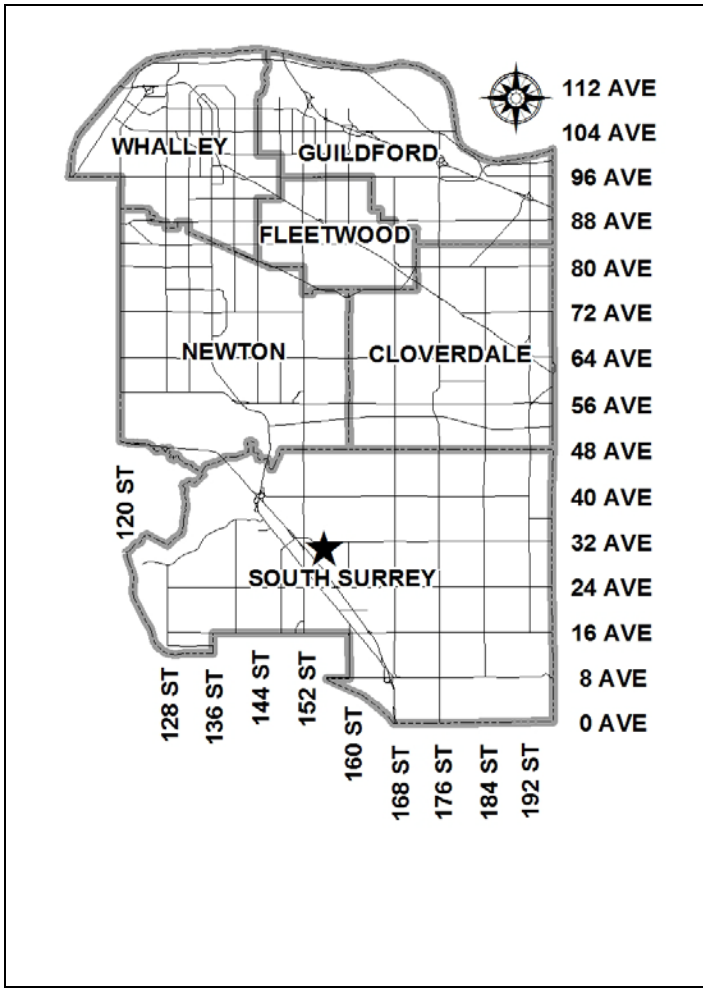 112 AVE
104 AVE
WHALLEY
GUILDFORD
96 AVE
88 AVE
FLEETWOOD
80 AVE
72 AVE
NEWTON
CLOVERDALE
64 AVE
56 AVE
48 AVE
120 ST
40 AVE
32 AVE
SOUTH SURREY
24 AVE
16 AVE
128 ST
136 ST
144 ST
152 ST
8 AVE
160 ST
0 AVE
168 ST
176 ST
184 ST
192 ST